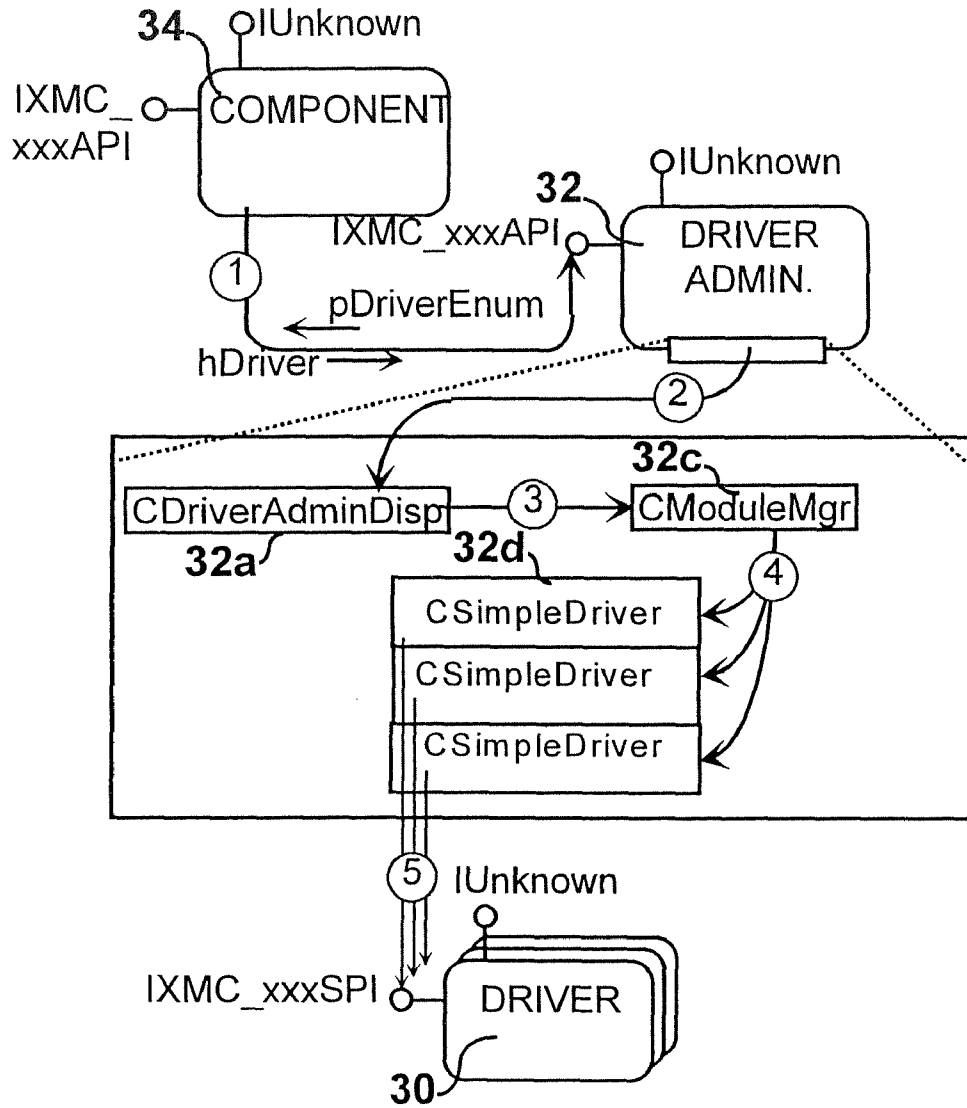 34
IUnknown
IXMC_
xxxAPI
COMPONENT
32
IUnknown
IXMC_xxxAPI
DRIVER
ADMIN.
1
pDriverEnum
hDriver
2
32c
CDriverAdminDisp
3
CModuleMgr
32a
32d
4
CSimpleDriver
CSimpleDriver
CSimpleDriver
5
IUnknown
IXMC_xxxSPI
DRIVER
30